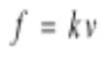 f = kv